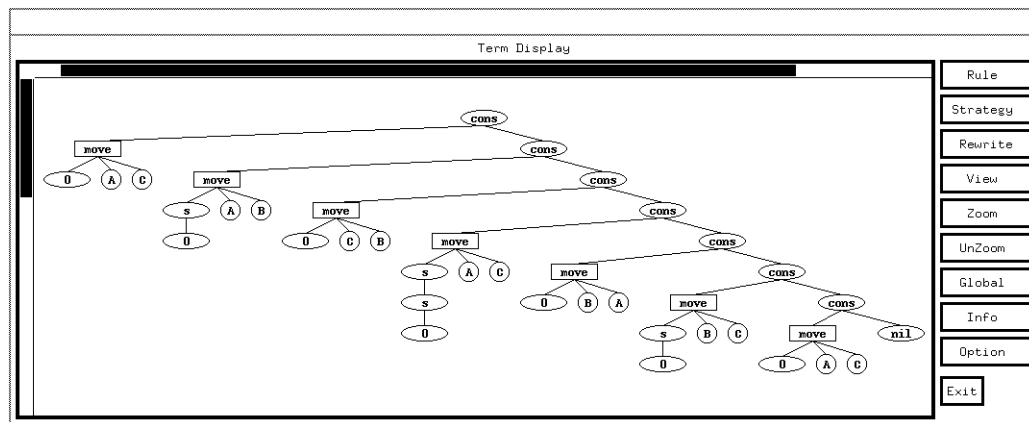 Term Display
Rule
Strategy
Rewrite
View
Zoom
UnZoom
Global
Info
Option
Exit
cons
move cons
0 A C move cons
s A B move cons
0 0 C B move cons
s A C move cons
s 0 B A move cons
0 s B C move nil
0 0 A C